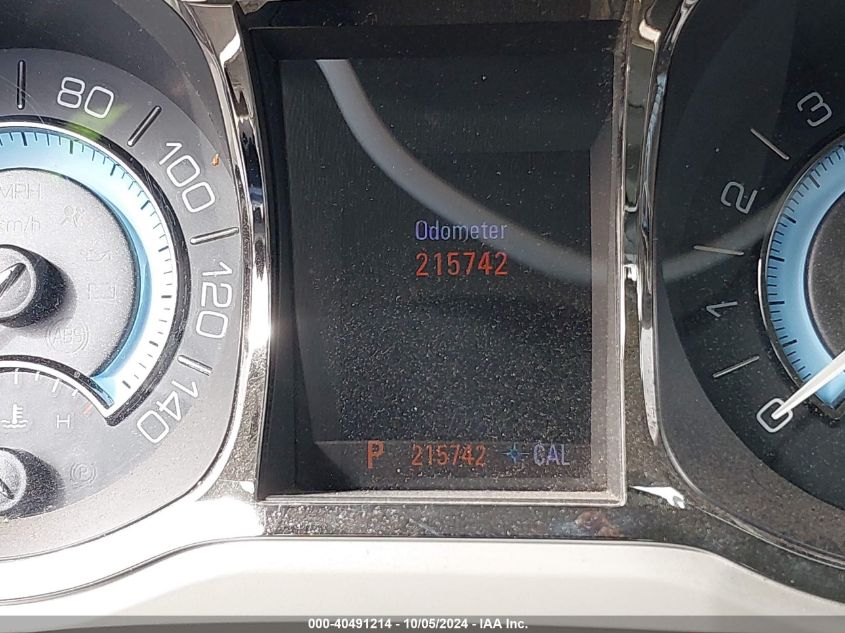 80
100
120
140
MPH
km/h
ABS
H
P
Odometer
215742
P 215742 CAL
3
2
1
0
000-40491214 - 10/05/2024 - IAA Inc.